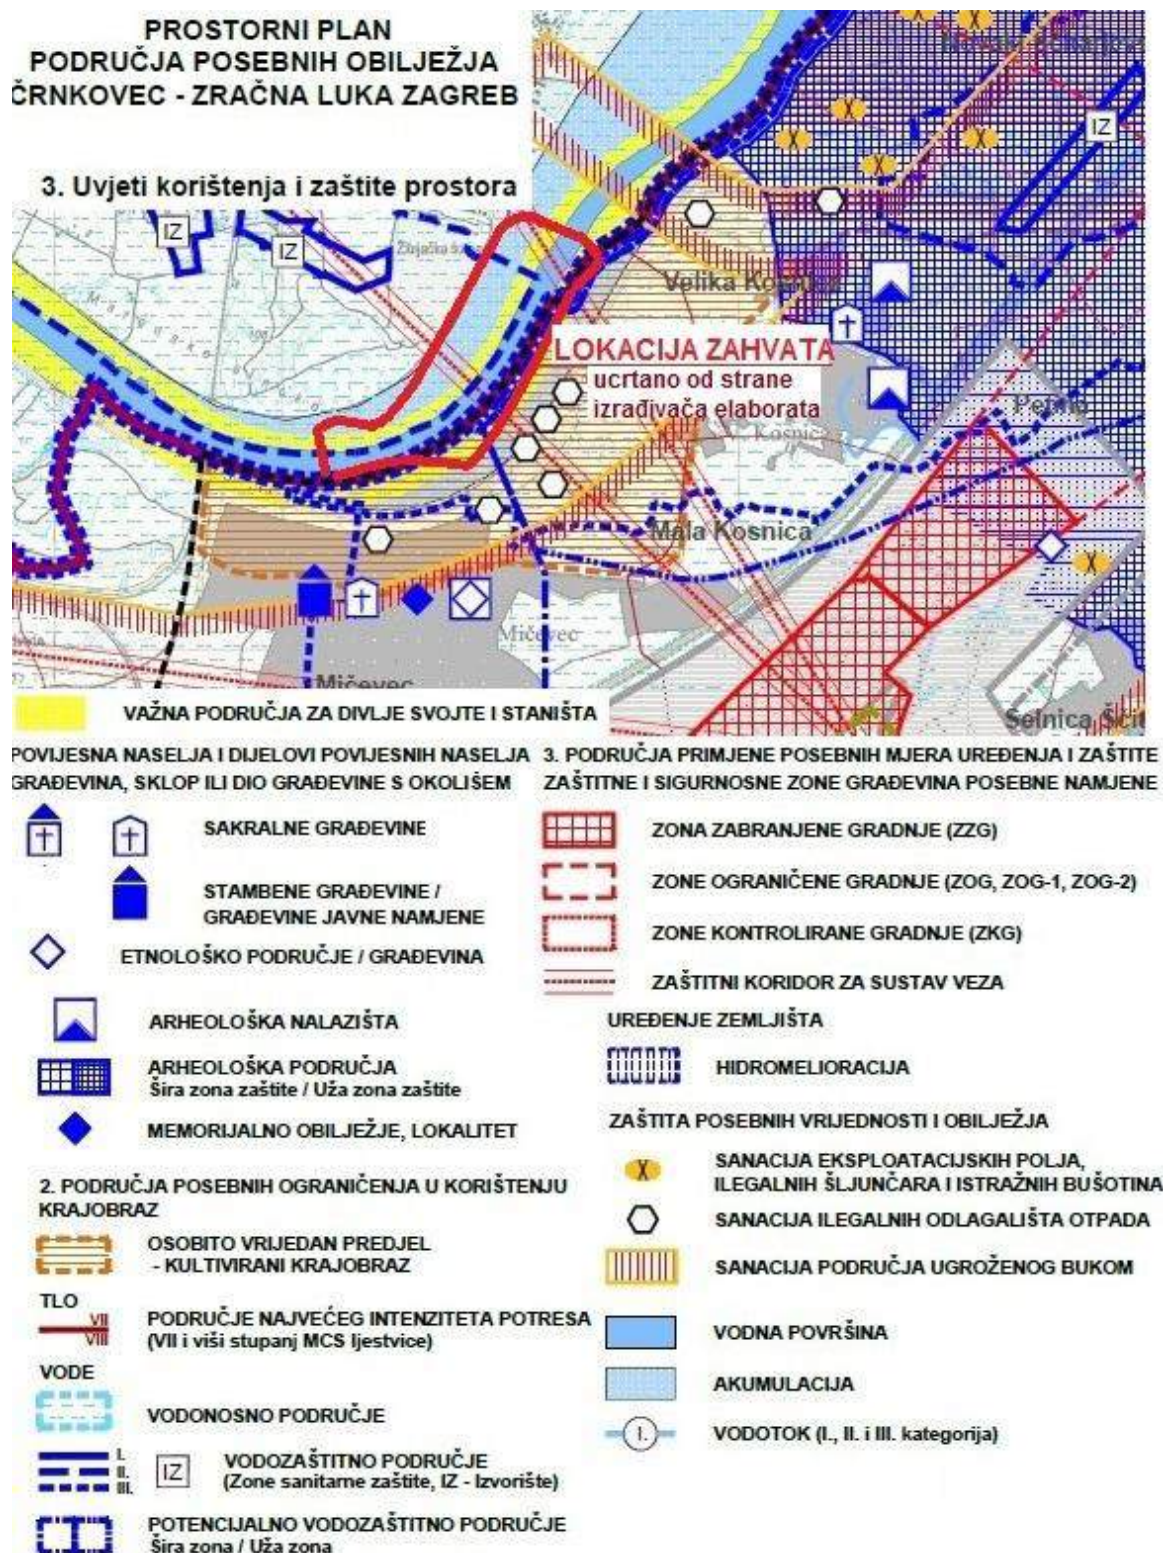 PROSTORNI PLAN
PODRUČJA POSEBNIH OBILJEŽJA
ČRNKOVEC - ZRAČNA LUKA ZAGREB
3. Uvjeti korištenja i zaštite prostora
IZ
IZ
IZ
Velika Kosnica
LOKACIJA ZAHVATA
ucrtano od strane
izrađivača elaborata
Kosnica
Mala Kosnica
Mičevec
Mičevec
Selnica Ščit
VAŽNA PODRUČJA ZA DIVLJE SVOJTE I STANIŠTA
POVIJESNA NASELJA I DIJELOVI POVIJESNIH NASELJA
GRAĐEVINA, SKLOP ILI DIO GRAĐEVINE S OKOLIŠEM
SAKRALNE GRAĐEVINE
STAMBENE GRAĐEVINE /
GRAĐEVINE JAVNE NAMJENE
ETNOLOŠKO PODRUČJE / GRAĐEVINA
ARHEOLOŠKA NALAZIŠTA
ARHEOLOŠKA PODRUČJA
Šira zona zaštite / Uža zona zaštite
MEMORIJALNO OBILJEŽJE, LOKALITET
2. PODRUČJA POSEBNIH OGRANIČENJA U KORIŠTENJU
KRAJOBRAZ
OSOBITO VRIJEDAN PREDJEL
- KULTIVIRANI KRAJOBRAZ
TLO
VII
VIII
PODRUČJE NAJVEĆEG INTENZITETA POTRESA
(VII i viši stupanj MCS ljestvice)
VODE
VODONOSNO PODRUČJE
I.
II.
III.
IZ
VODOZAŠTITNO PODRUČJE
(Zone sanitarne zaštite, IZ - Izvorište)
POTENCIJALNO VODOZAŠTITNO PODRUČJE
Šira zona / Uža zona
3. PODRUČJA PRIMJENE POSEBNIH MJERA UREĐENJA I ZAŠTITE
ZAŠTITNE I SIGURNOSNE ZONE GRAĐEVINA POSEBNE NAMJENE
ZONA ZABRANJENE GRADNJE (ZZG)
ZONE OGRANIČENE GRADNJE (ZOG, ZOG-1, ZOG-2)
ZONE KONTROLIRANE GRADNJE (ZKG)
ZAŠTITNI KORIDOR ZA SUSTAV VEZA
UREĐENJE ZEMLJIŠTA
HIDROMELIORACIJA
ZAŠTITA POSEBNIH VRIJEDNOSTI I OBILJEŽJA
SANACIJA EKSPLOATACIJSKIH POLJA,
ILEGALNIH ŠLJUNČARA I ISTRAŽNIH BUŠOTINA
SANACIJA ILEGALNIH ODLAGALIŠTA OTPADA
SANACIJA PODRUČJA UGROŽENOG BUKOM
VODNA POVRŠINA
AKUMULACIJA
I.
VODOTOK (I., II. i III. kategorija)